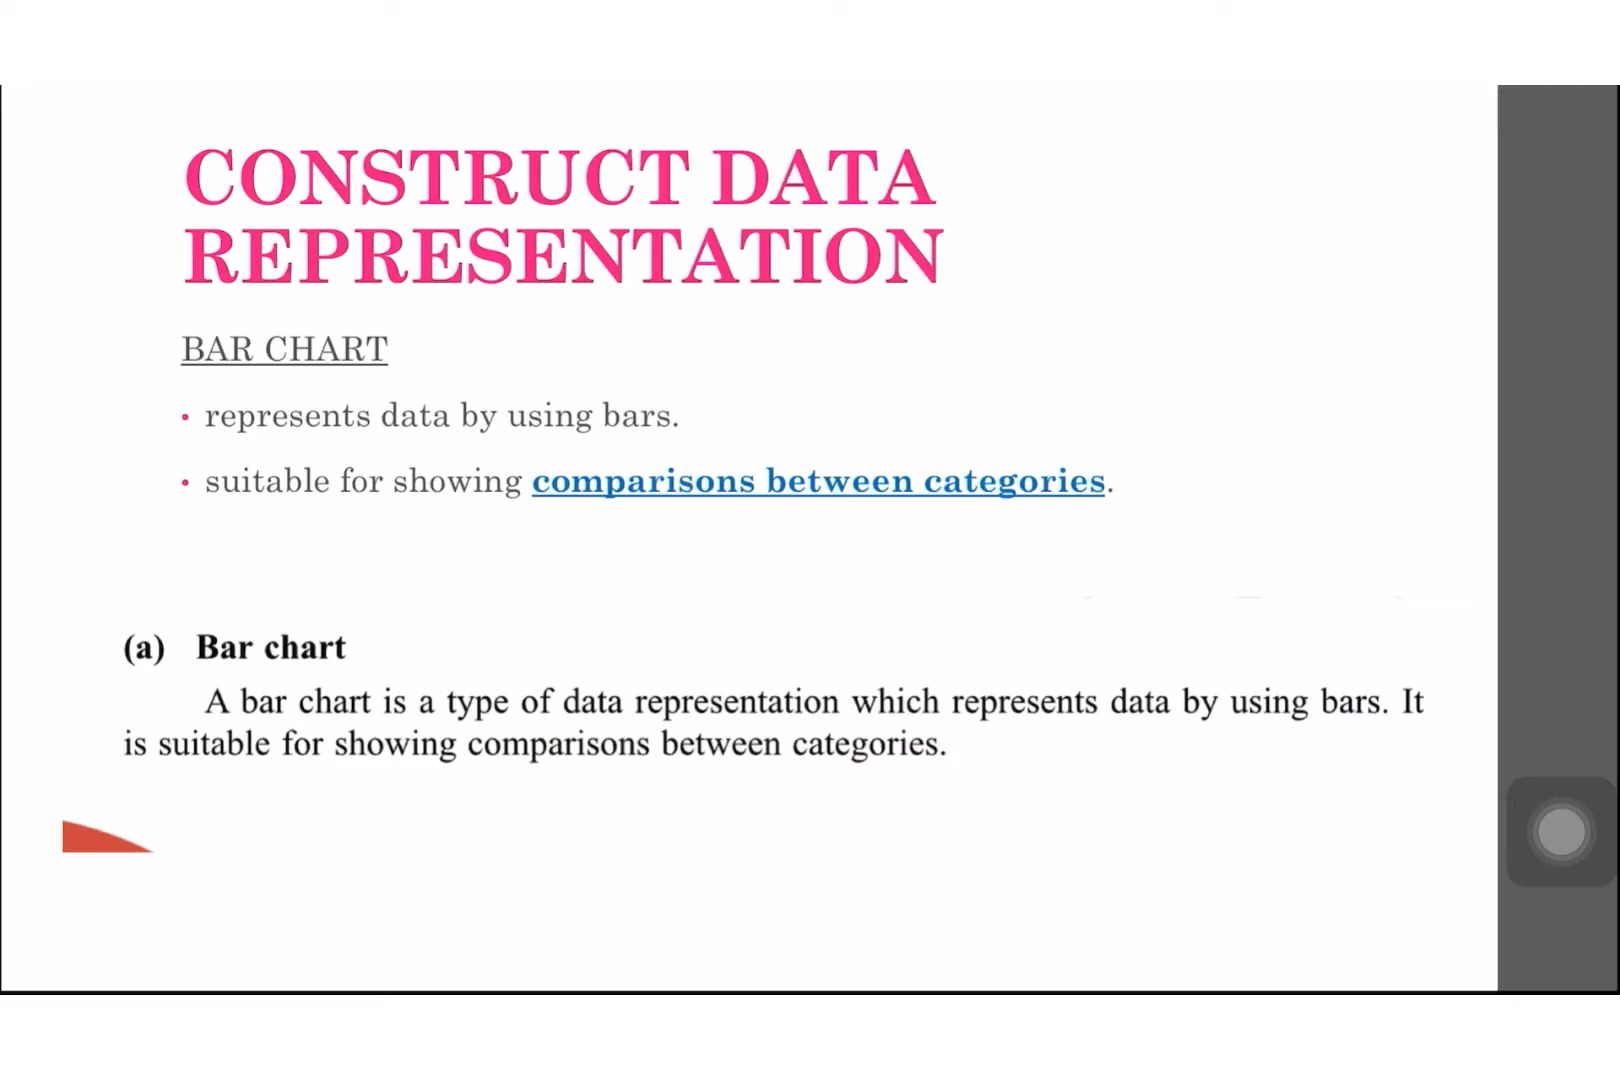 CONSTRUCT DATA
REPRESENTATION
BAR CHART
• represents data by using bars.
• suitable for showing comparisons between categories.
(a) Bar chart
A bar chart is a type of data representation which represents data by using bars. It
is suitable for showing comparisons between categories.